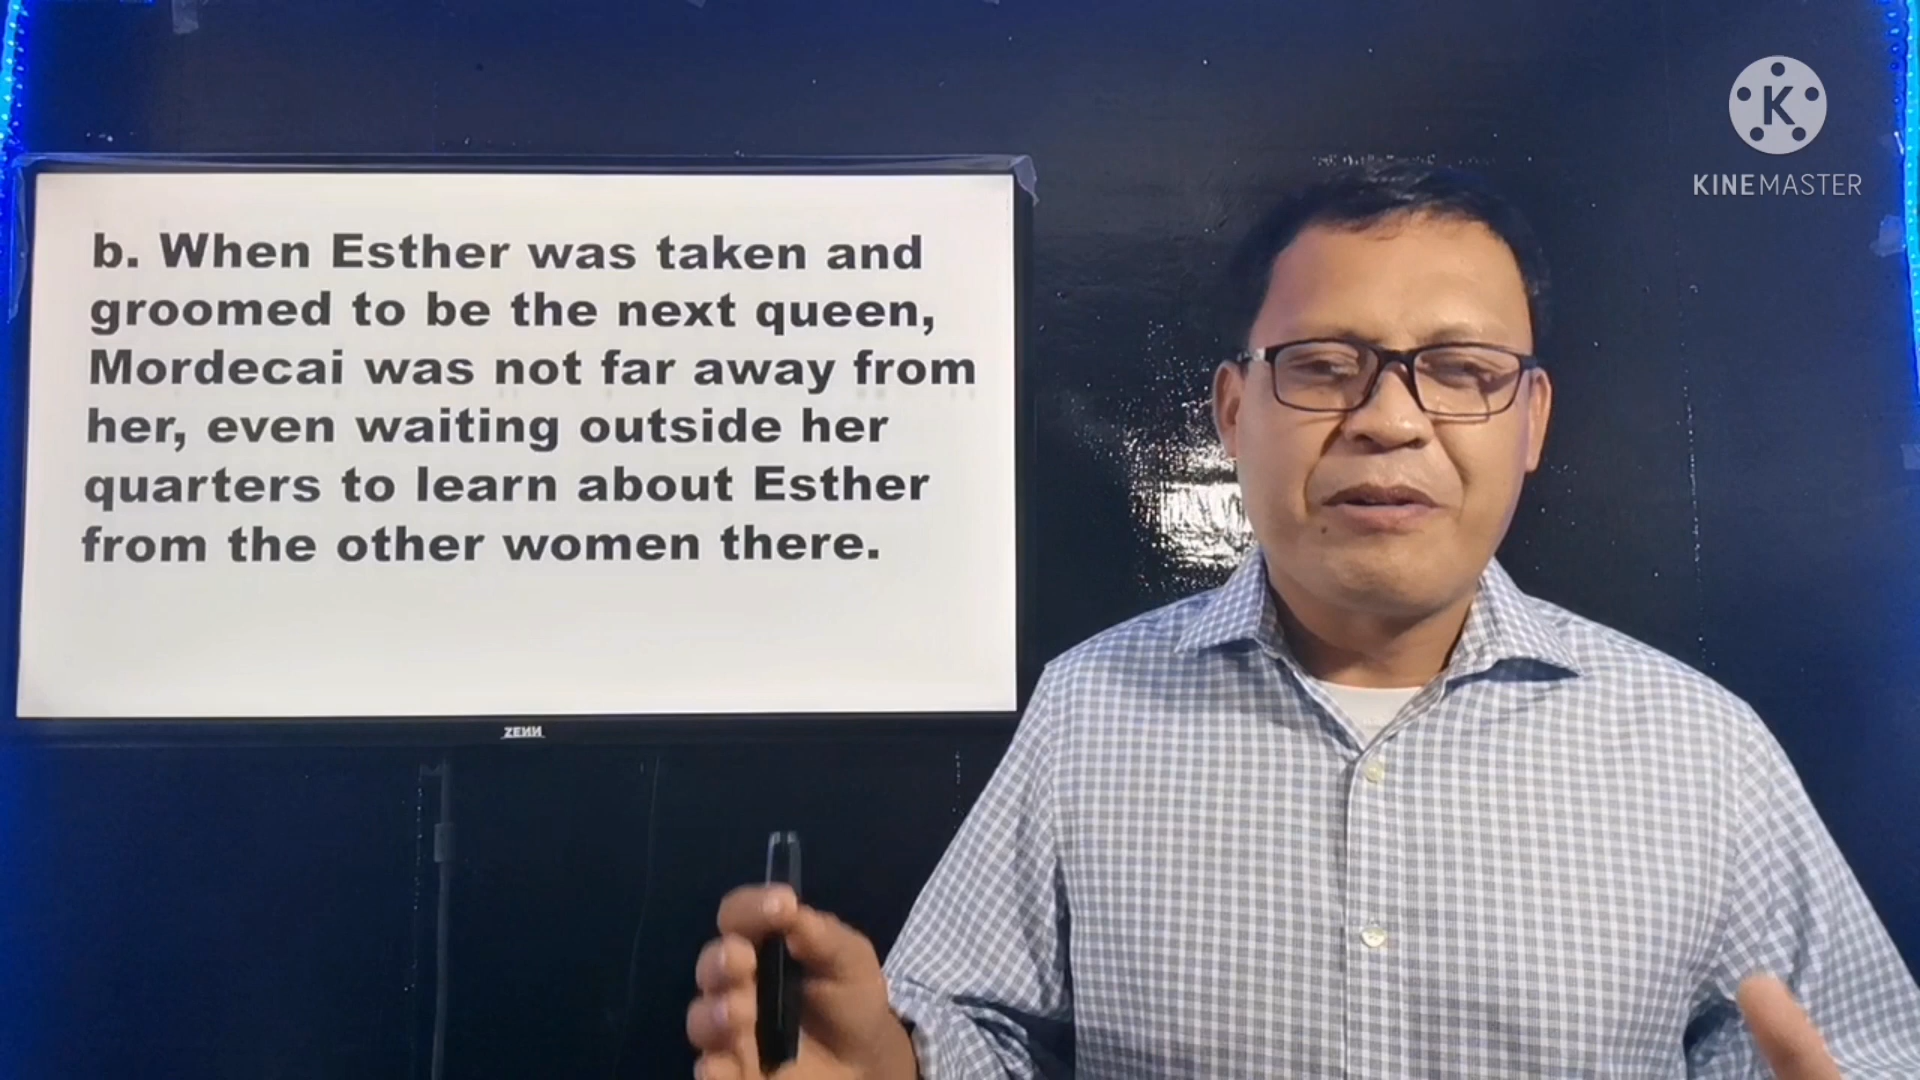 b. When Esther was taken and
groomed to be the next queen,
Mordecai was not far away from
her, even waiting outside her
quarters to learn about Esther
from the other women there.
ZENN
K
KINEMASTER